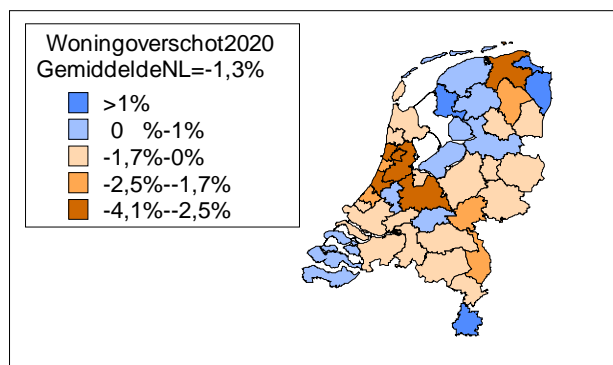 Woningoverschot2020
GemiddeldeNL=-1,3%
>1%
0 %-1%
-1,7%-0%
-2,5%--1,7%
-4,1%--2,5%